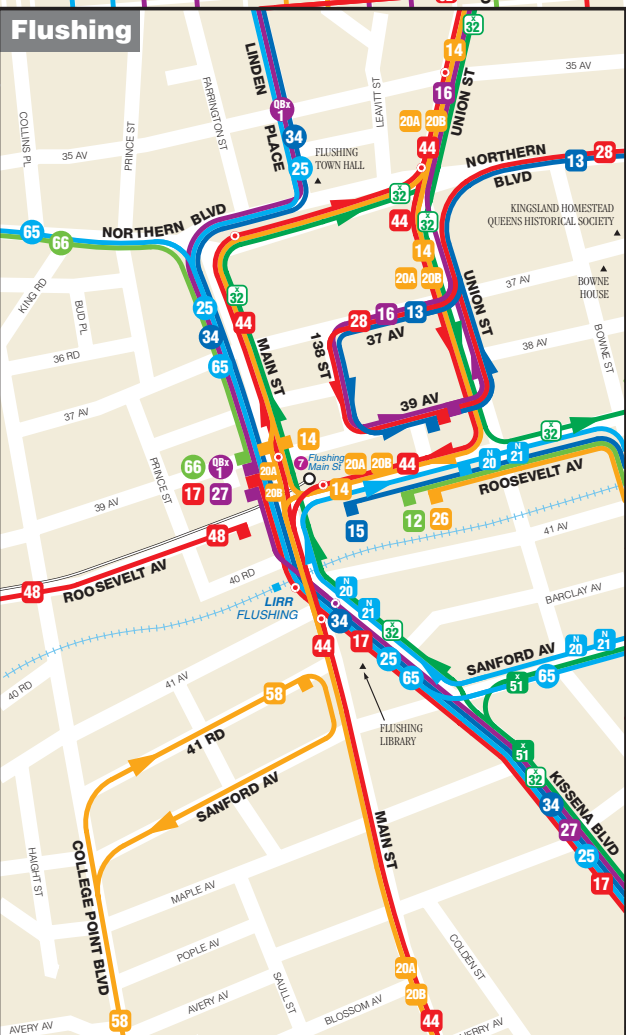 Flushing
X
32
14
35 AV
LINDEN
PLACE
FARRINGTON ST
LEAVITT ST
UNION ST
16
QBx
1
COLLINS PL
PRINCE ST
20A
20B
34
44
35 AV
25
FLUSHING
TOWN HALL
NORTHERN
BLVD
13
28
X
32
44
X
32
KINGSLAND HOMESTEAD
QUEENS HISTORICAL SOCIETY
65
66
NORTHERN BLVD
14
20A
20B
KING RD
BUD PL
25
X
32
44
34
65
UNION ST
37 AV
BOWNE
HOUSE
28
16
13
37 AV
138 ST
MAIN ST
36 RD
38 AV
BOWNE ST
37 AV
39 AV
X
32
14
66
QBx
1
17
27
20A
20B
7
Flushing
Main St
20A
20B
44
14
N
20
N
21
ROOSEVELT AV
PRINCE ST
39 AV
15
12
26
41 AV
48
48
ROOSEVELT AV
40 RD
LIRR
FLUSHING
N
20
N
21
BARCLAY AV
34
X
32
44
17
25
65
SANFORD AV
N
20
N
21
X
51
65
40 RD
41 AV
58
41 RD
SANFORD AV
FLUSHING
LIBRARY
X
51
X
32
34
27
25
17
KISSENA BLVD
MAIN ST
COLLEGE POINT BLVD
HAIGHT ST
MAPLE AV
POPLE AV
AVERY AV
SAULL ST
BLOSSOM AV
COLDEN ST
20A
20B
44
58
AVERY AV